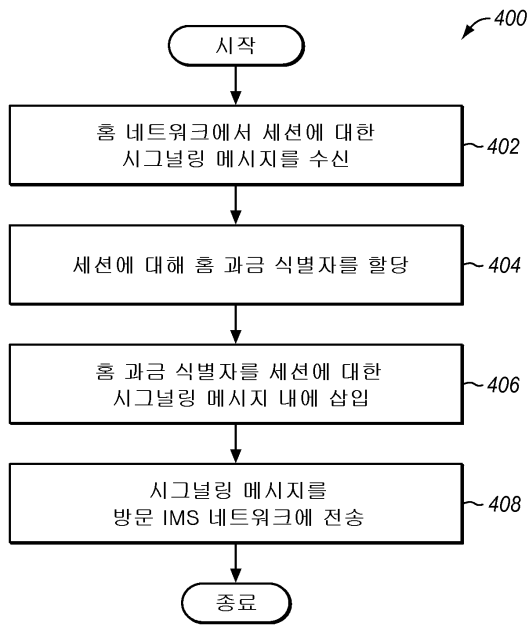 400
시작
홈 네트워크에서 세션에 대한
시그널링 메시지를 수신
402
세션에 대해 홈 과금 식별자를 할당
404
홈 과금 식별자를 세션에 대한
시그널링 메시지 내에 삽입
406
시그널링 메시지를
방문 IMS 네트워크에 전송
408
종료